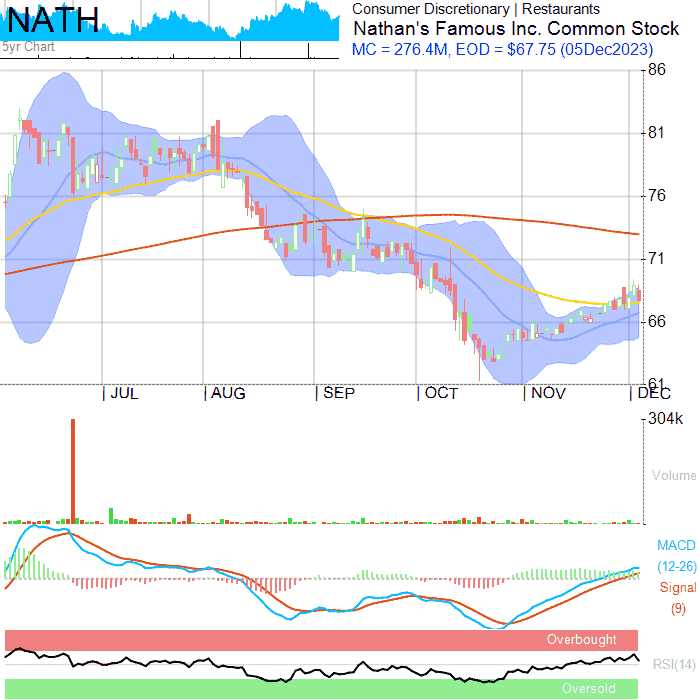 NATH
5yr Chart
Consumer Discretionary | Restaurants
Nathan's Famous Inc. Common Stock
MC = 276.4M, EOD = $67.75 (05Dec2023)
86
81
76
71
66
61
JUL AUG SEP OCT NOV DEC
304k
Volume
MACD
(12-26)
Signal
(9)
Overbought
RSI(14)
Oversold